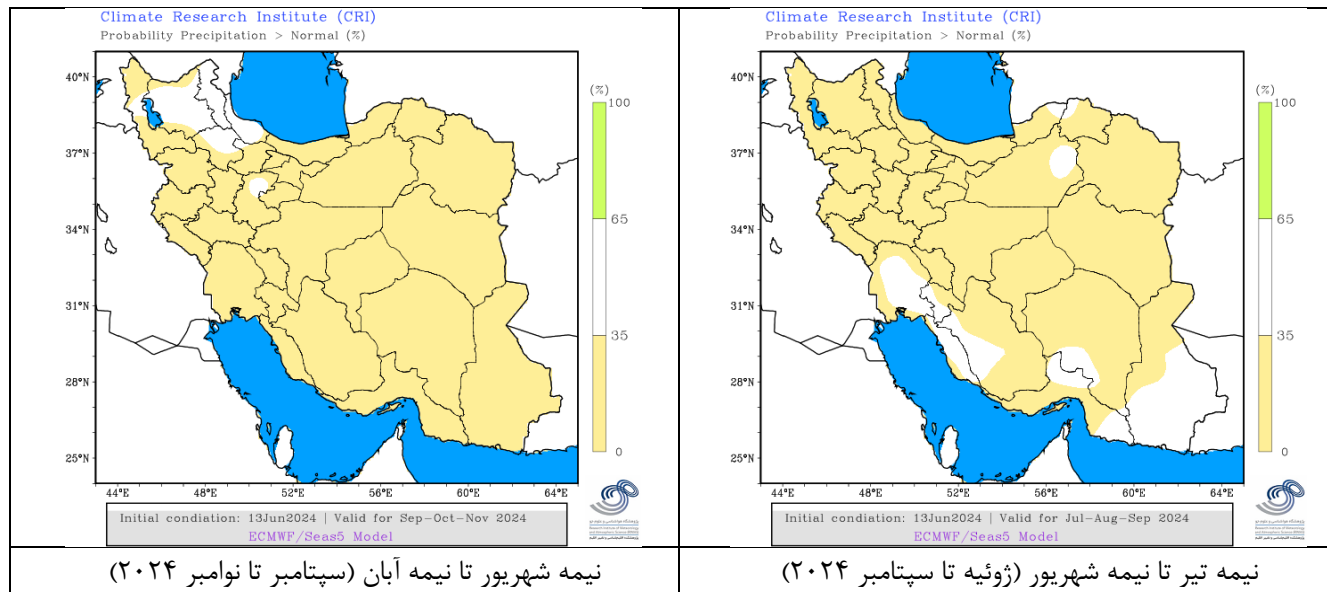 Climate Research Institute (CRI)
Probability Precipitation > Normal (%)
40°N
37°N
34°N
31°N
28°N
25°N
44°E 48°E 52°E 56°E 60°E 64°E
(%)
100
65
35
0
Initial condiation: 13Jun2024 | Valid for Sep-Oct-Nov 2024
ECMWF/Seas5 Model
نیمه شهریور تا نیمه آبان (سپتامبر تا نوامبر ۲۰۲۴)
Climate Research Institute (CRI)
Probability Precipitation > Normal (%)
40°N
37°N
34°N
31°N
28°N
25°N
44°E 48°E 52°E 56°E 60°E 64°E
(%)
100
65
35
0
Initial condiation: 13Jun2024 | Valid for Jul-Aug-Sep 2024
ECMWF/Seas5 Model
نیمه تیر تا نیمه شهریور (ژوئیه تا سپتامبر ۲۰۲۴)